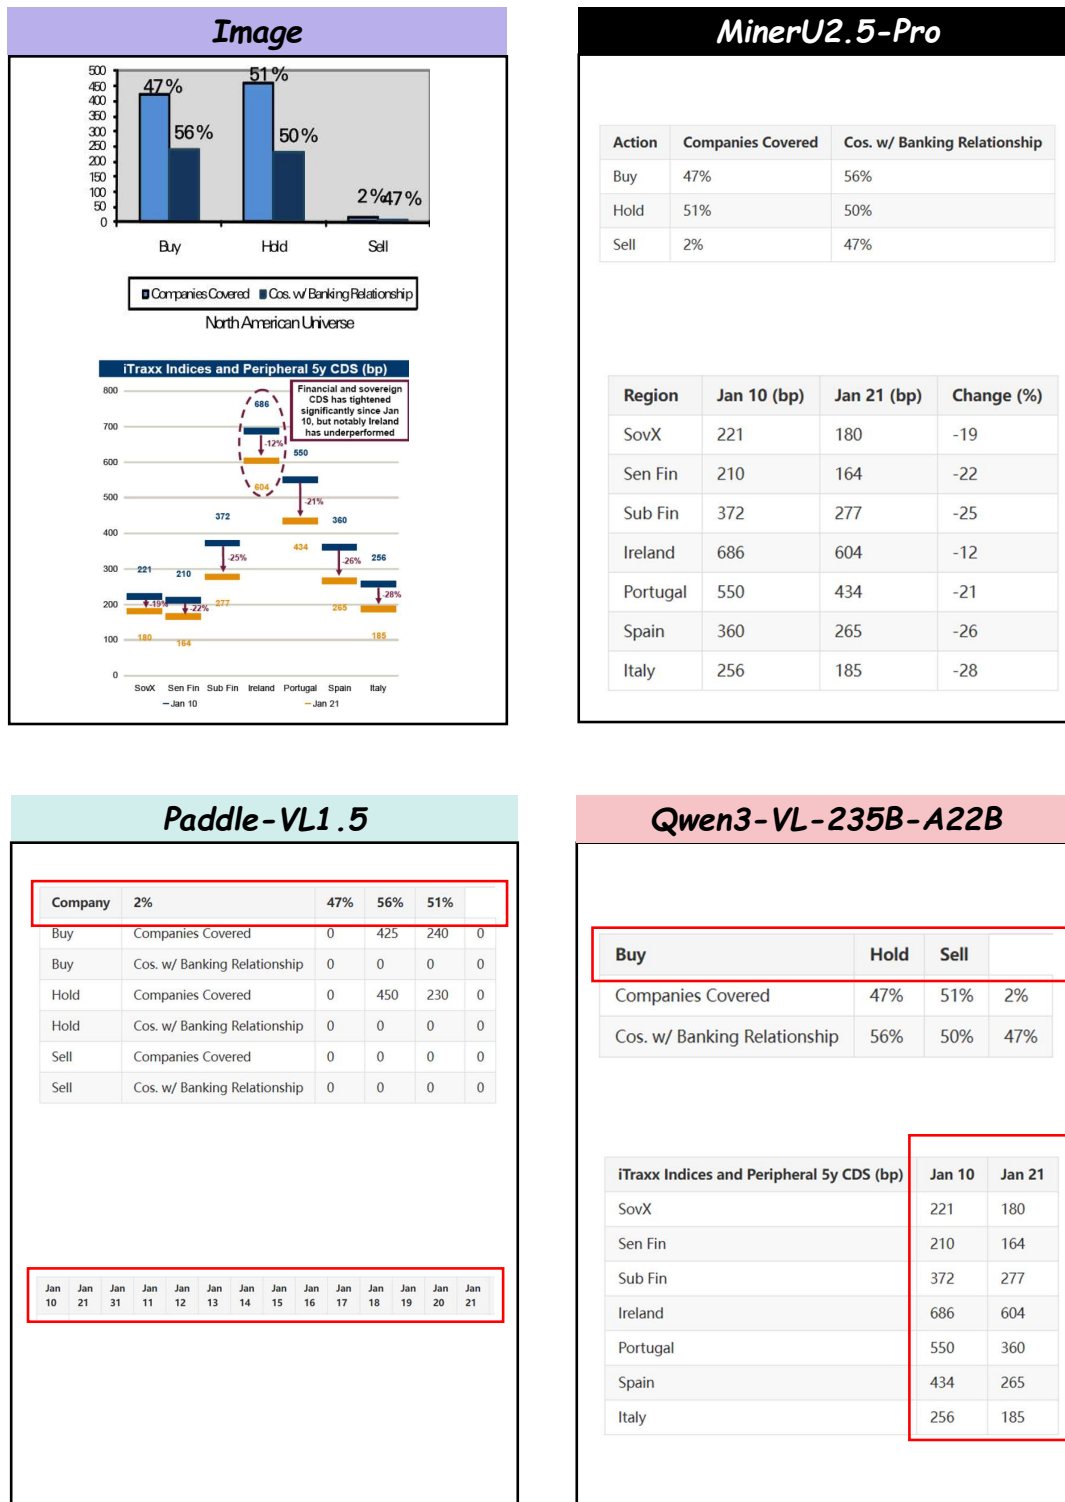 Image
500
450
400
350
300
250
200
150
100
50
0
47%
56%
51%
50%
2%
47%
Buy Hold Sell
Companies Covered Cos. w/ Banking Relationship
North American Universe
iTraxx Indices and Peripheral 5y CDS (bp)
Financial and sovereign
CDS has tightened
significantly since Jan
10, but notably Ireland
has underperformed
800
700
600
500
400
300
200
100
0
221
-19%
180
210
-22%
164
372
-25%
277
686
-12%
604
550
-21%
434
360
-26%
265
256
-28%
185
SovX Sen Fin Sub Fin Ireland Portugal Spain Italy
Jan 10 Jan 21
MinerU2.5-Pro
Action Companies Covered Cos. w/ Banking Relationship
Buy 47% 56%
Hold 51% 50%
Sell 2% 47%
Region Jan 10 (bp) Jan 21 (bp) Change (%)
SovX 221 180 -19
Sen Fin 210 164 -22
Sub Fin 372 277 -25
Ireland 686 604 -12
Portugal 550 434 -21
Spain 360 265 -26
Italy 256 185 -28
Paddle-VL1.5
Company 2% 47% 56% 51%
Buy Companies Covered 0 425 240 0
Buy Cos. w/ Banking Relationship 0 0 0 0
Hold Companies Covered 0 450 230 0
Hold Cos. w/ Banking Relationship 0 0 0 0
Sell Companies Covered 0 0 0 0
Sell Cos. w/ Banking Relationship 0 0 0 0
Jan Jan Jan Jan Jan Jan Jan Jan Jan Jan Jan Jan Jan Jan
10 21 31 11 12 13 14 15 16 17 18 19 20 21
Qwen3-VL-235B-A22B
Buy Hold Sell
Companies Covered 47% 51% 2%
Cos. w/ Banking Relationship 56% 50% 47%
iTraxx Indices and Peripheral 5y CDS (bp) Jan 10 Jan 21
SovX 221 180
Sen Fin 210 164
Sub Fin 372 277
Ireland 686 604
Portugal 550 360
Spain 434 265
Italy 256 185